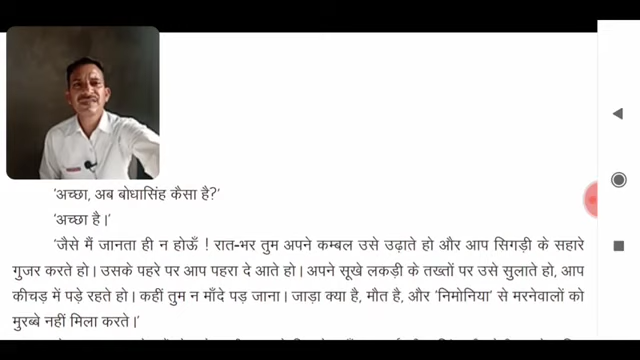 ‘अच्छा, अब बोधासिंह कैसा है?’
‘अच्छा है।’
‘जैसे मैं जानता ही न होऊँ ! रात-भर तुम अपने कम्बल उसे उढ़ाते हो और आप सिगड़ी के सहारे
गुजर करते हो। उसके पहरे पर आप पहरा दे आते हो। अपने सूखे लकड़ी के तख्तों पर उसे सुलाते हो, आप
कीचड़ में पड़े रहते हो। कहीं तुम न माँदे पड़ जाना। जाड़ा क्या है, मौत है, और ‘निमोनिया’ से मरनेवालों को
मुरब्बे नहीं मिला करते।’